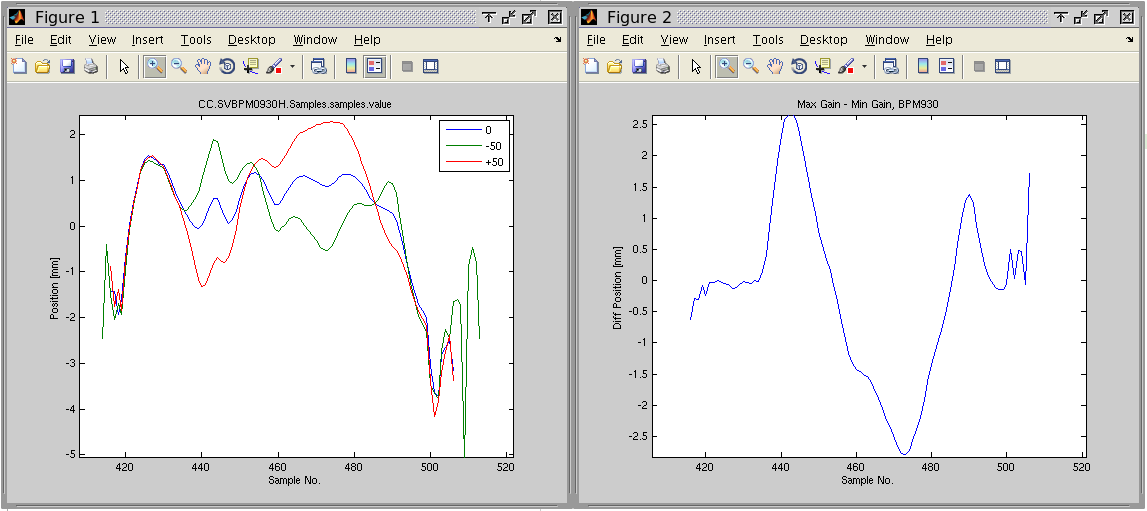 Figure 1
File Edit View Insert Tools Desktop Window Help
CC.SVBPM0930H.Samples.samples.value
0
-50
+50
2
1
0
-1
-2
-3
-4
-5
Position [mm]
420 440 460 480 500 520
Sample No.
Figure 2
File Edit View Insert Tools Desktop Window Help
Max Gain - Min Gain, BPM930
2.5
2
1.5
1
0.5
0
-0.5
-1
-1.5
-2
-2.5
Diff Position [mm]
420 440 460 480 500 520
Sample No.